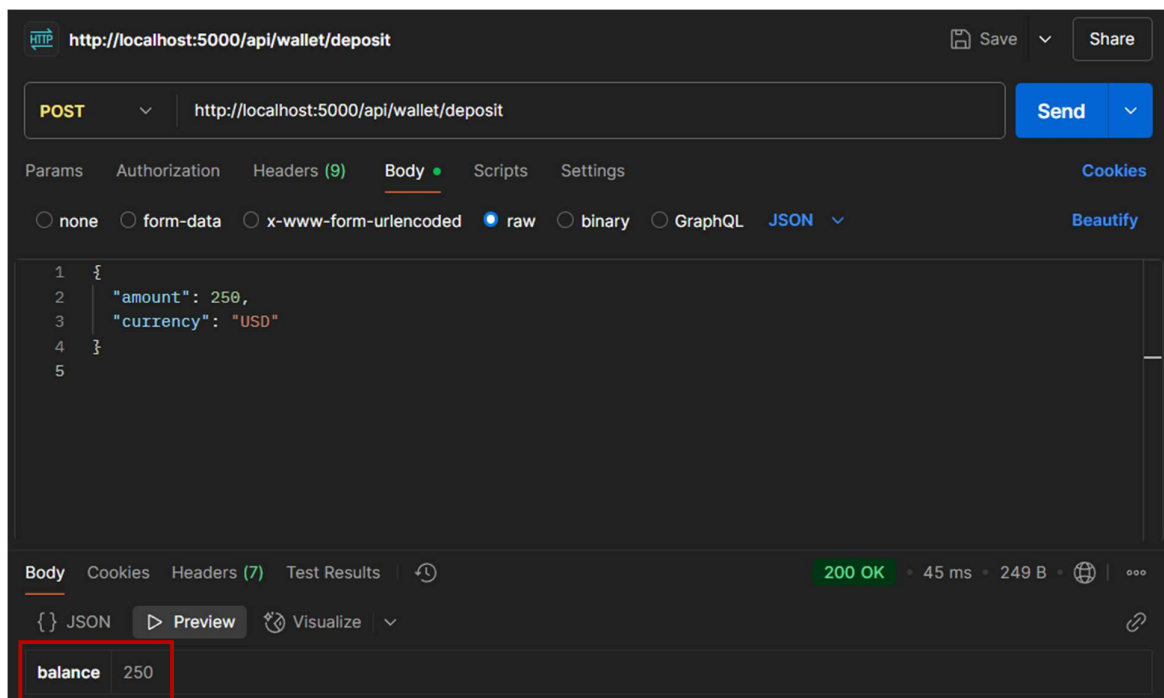 HTTP http://localhost:5000/api/wallet/deposit Save Share
POST http://localhost:5000/api/wallet/deposit Send
Params Authorization Headers (9) Body Scripts Settings Cookies
none form-data x-www-form-urlencoded raw binary GraphQL JSON Beautify
1 {
2 "amount": 250,
3 "currency": "USD"
4 }
5
Body Cookies Headers (7) Test Results 200 OK • 45 ms • 249 B •
{} JSON Preview Visualize
balance 250